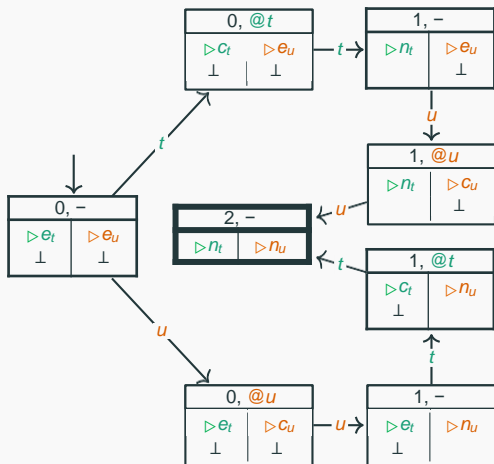 0, @t
▷c_t ▷e_u
⊥ ⊥
t
1, −
▷n_t ▷e_u
⊥
u
t
1, @u
▷n_t ▷c_u
⊥
u
0, −
▷e_t ▷e_u
⊥ ⊥
2, −
▷n_t ▷n_u
t
1, @t
▷c_t ▷n_u
⊥
u
t
0, @u
▷e_t ▷c_u
⊥ ⊥
u
1, −
▷e_t ▷n_u
⊥